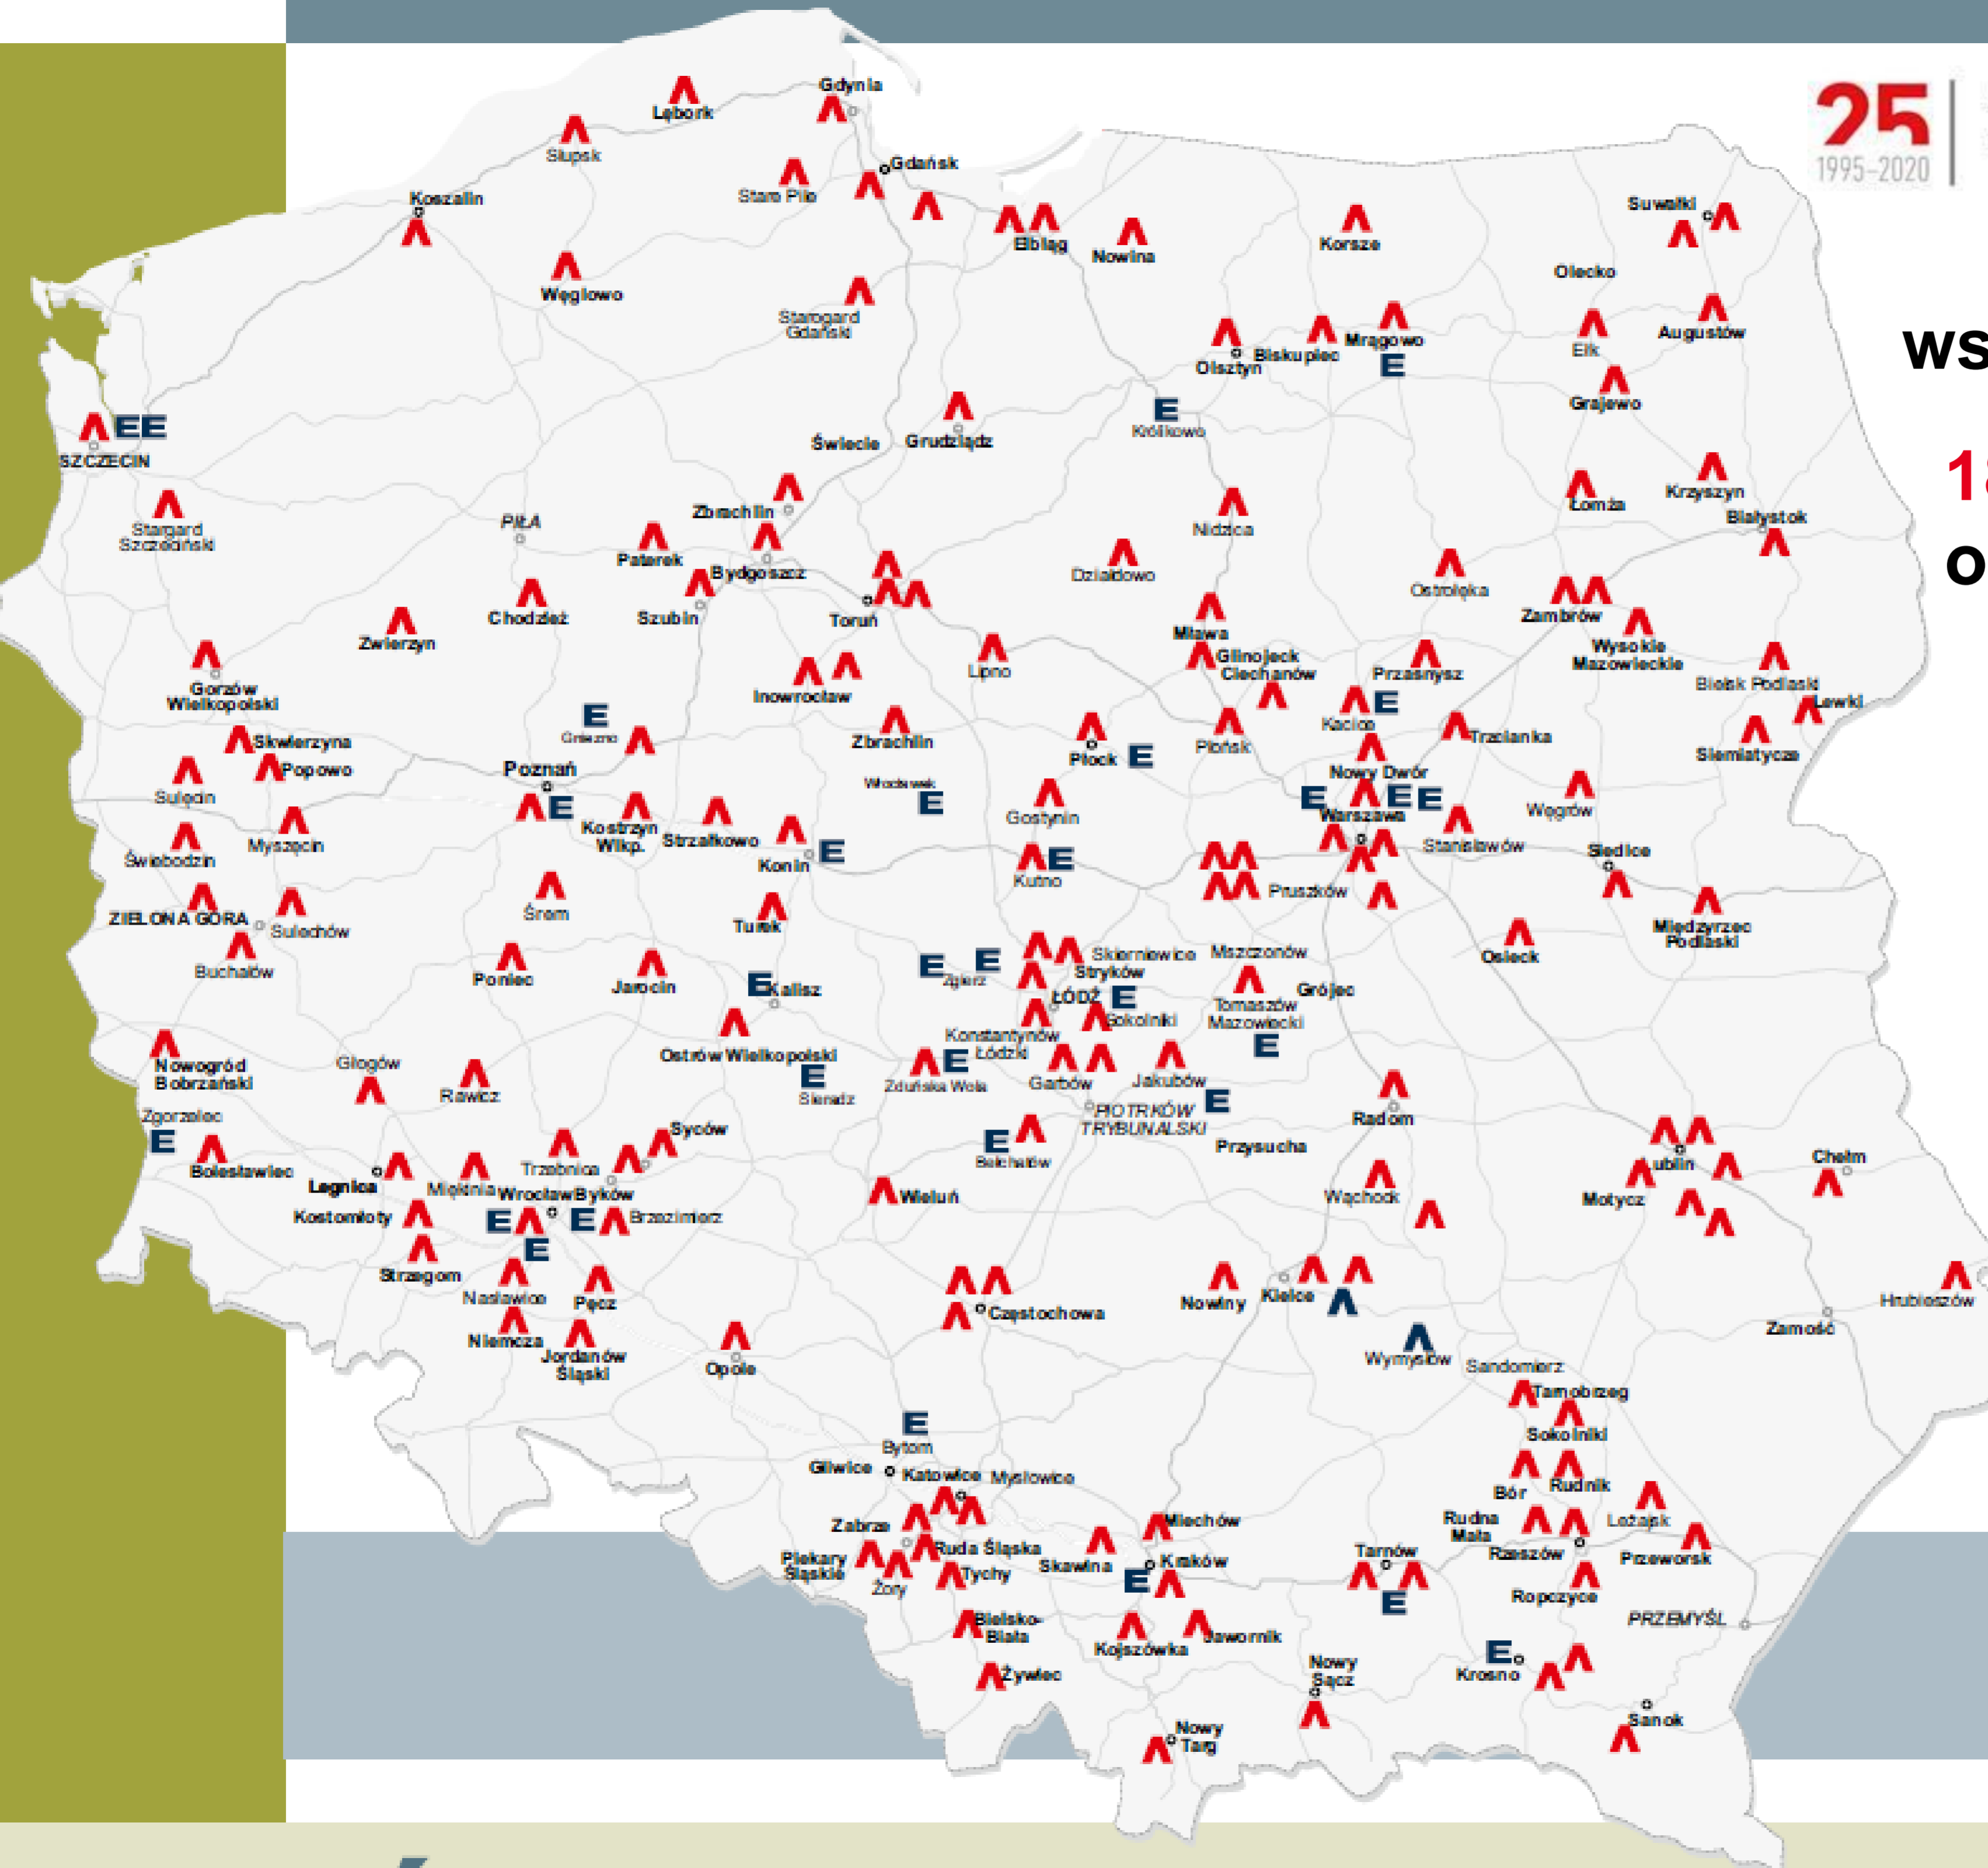 Gdynia
Lębork
Słupsk
Gdańsk
Stare Pile
Koszalin
Suwałki
25
1995–2020
Elbląg
Nowina
Korsze
Olecko
Węglowo
Starogard
Gdański
Augustów
Mrągowo
Ełk
Biskupiec
Olsztyn
E
ws
Grajewo
E
Królikowo
EE
Świecie
Grudziądz
SZCZECIN
Krzyszyn
18
Łomża
Białystok
Zbrachlin
PIŁA
Nidzica
Stargard
Szczeciński
Paterek
Bydgoszcz
Działdowo
o
Ostrołęka
Chodzież
Szubin
Toruń
Zambrów
Zwierzyn
Mława
Wysokie
Mazowieckie
Glinojeck
Ciechanów
Lipno
Przasnysz
Bielsk Podlaski
Gorzów
Wielkopolski
Inowrocław
Lewki
E
Kacice
E
Gniezno
Skwierzyna
Zbrachlin
Trzcianka
Płońsk
Siemiatycze
Płock
E
Popowo
Poznań
Nowy Dwór
Sulęcin
Włocławek
E
E
E E
Węgrów
E
Gostynin
Warszawa
Kostrzyn
Wlkp.
Strzałkowo
Myszęcin
Stanisławów
Siedlce
Świebodzin
Konin
E
E
Kutno
Pruszków
Śrem
ZIELONA GÓRA
Sulechów
Turek
Międzyrzec
Podlaski
Buchałów
Skierniewice
Mszczonów
Osieck
E
E
Zgierz
Stryków
Poniec
Jarocin
E
Kalisz
ŁÓDŹ
E
Grójec
Tomaszów
Mazowiecki
Sokolniki
Konstantynów
Łódzki
E
Nowogród
Bobrzański
Głogów
Ostrów Wielkopolski
E
Rawicz
E
Sieradz
Zduńska Wola
Garbów
Jakubów
Zgorzelec
E
PIOTRKÓW
TRYBUNALSKI
E
Radom
Syców
E
Przysucha
Bełchatów
Bolesławiec
Trzebnica
Chełm
Legnica
Miękinia
Wrocław
Byków
Wieluń
Wąchock
Lublin
Motycz
Kostomłoty
E
E
Brzezimierz
E
Strzegom
Nasławice
Pęcz
Nowiny
Kielce
Hrubieszów
Częstochowa
Zamość
Niemcza
Jordanów
Śląski
Opole
Wymysłów
Sandomierz
Tarnobrzeg
E
Bytom
Sokolniki
Gliwice
Katowice
Mysłowice
Bór
Rudnik
Zabrze
Miechów
Rudna
Mała
Leżajsk
Ruda Śląska
Rzeszów
Przeworsk
Piekary
Śląskie
Żory
Tychy
Skawina
Kraków
E
Tarnów
E
Ropczyce
PRZEMYŚL
Bielsko-
Biała
Kojszówka
Jawornik
E
Krosno
Żywiec
Nowy
Sącz
Sanok
Nowy
Targ